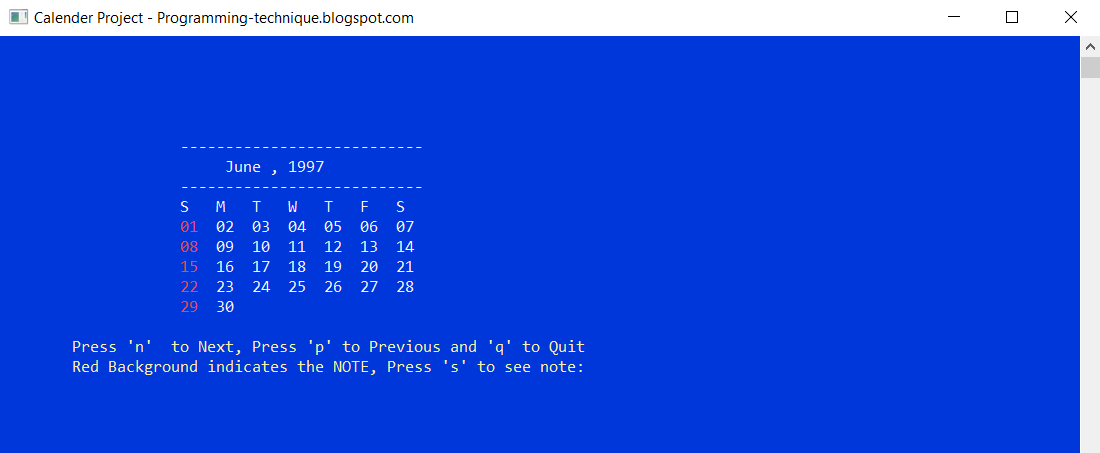 Calender Project - Programming-technique.blogspot.com
---------------------------
June , 1997
---------------------------
S M T W T F S
01 02 03 04 05 06 07
08 09 10 11 12 13 14
15 16 17 18 19 20 21
22 23 24 25 26 27 28
29 30
Press 'n'  to Next, Press 'p' to Previous and 'q' to Quit
Red Background indicates the NOTE, Press 's' to see note: